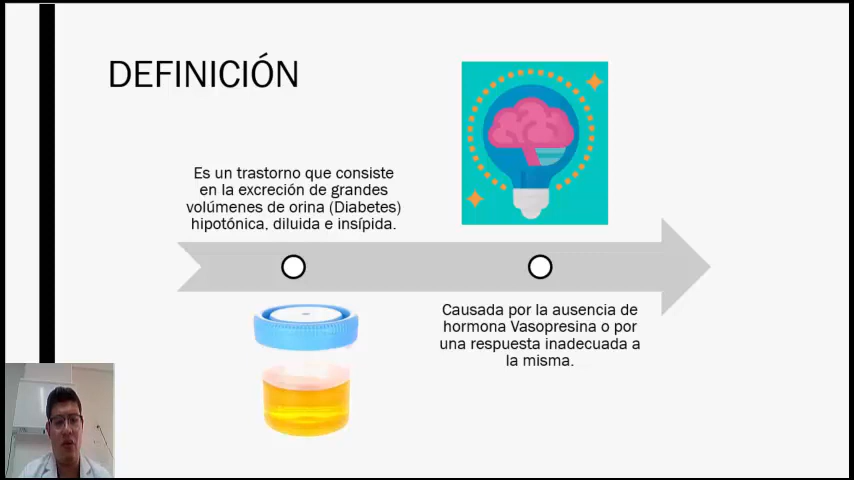 DEFINICIÓN
Es un trastorno que consiste
en la excreción de grandes
volúmenes de orina (Diabetes)
hipotónica, diluida e insípida.
Causada por la ausencia de
hormona Vasopresina o por
una respuesta inadecuada a
la misma.